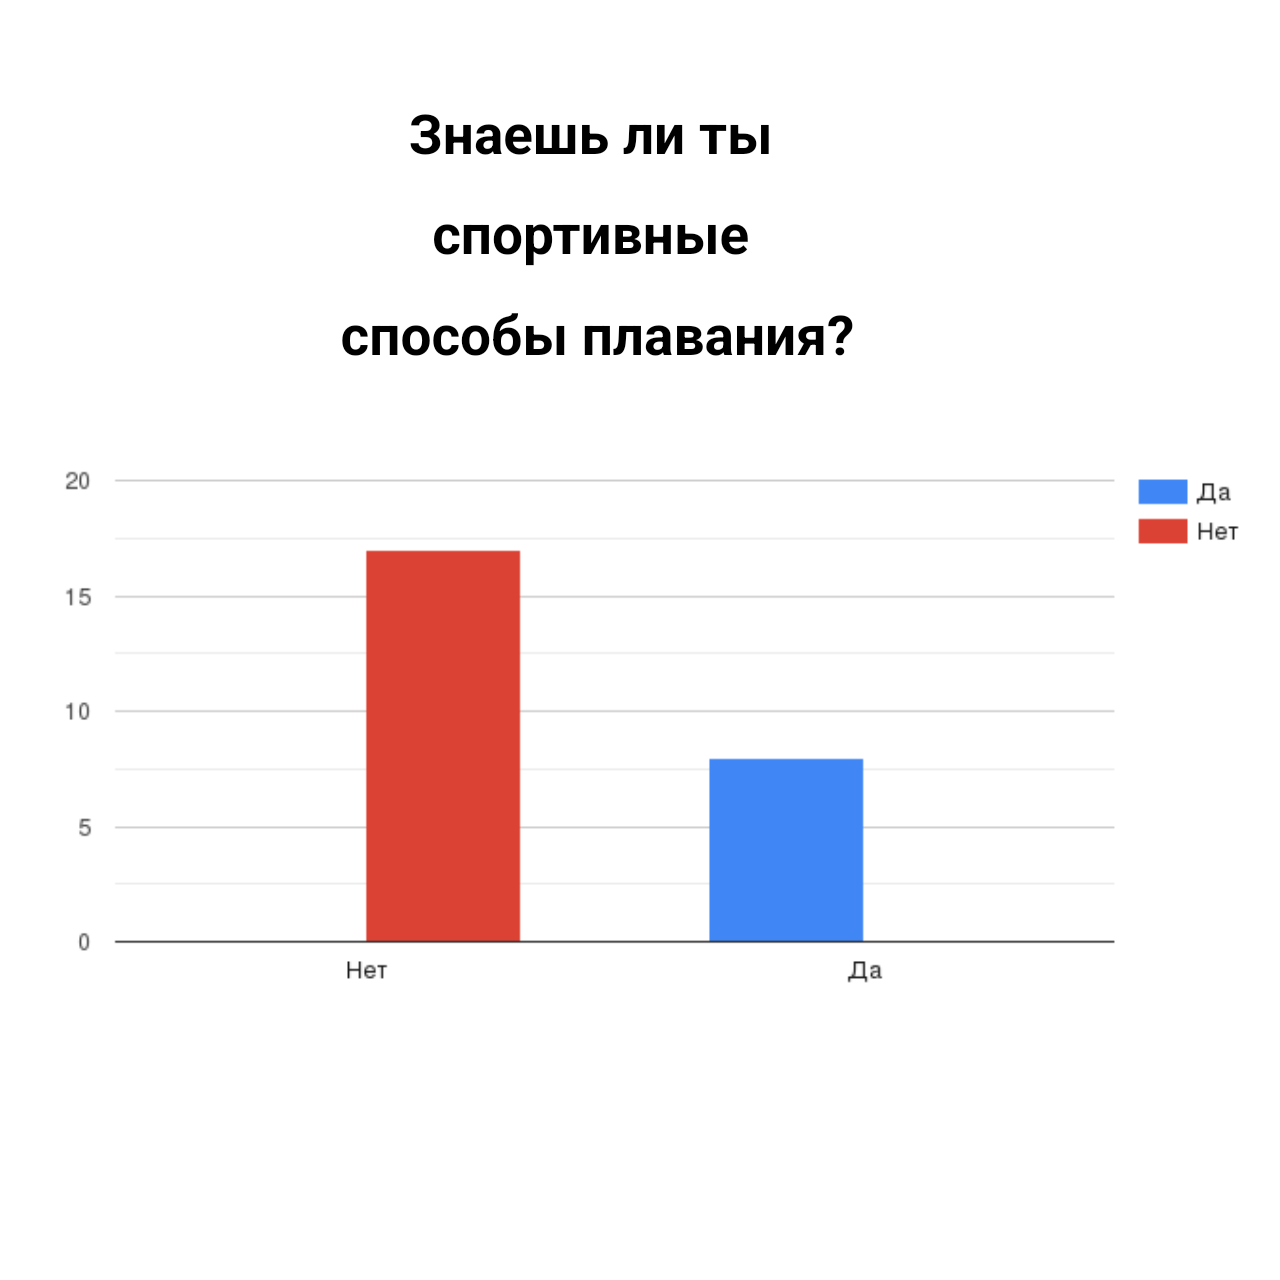 Знаешь ли ты
спортивные
способы плавания?
20
15
10
5
0
Нет
Да
Да
Нет